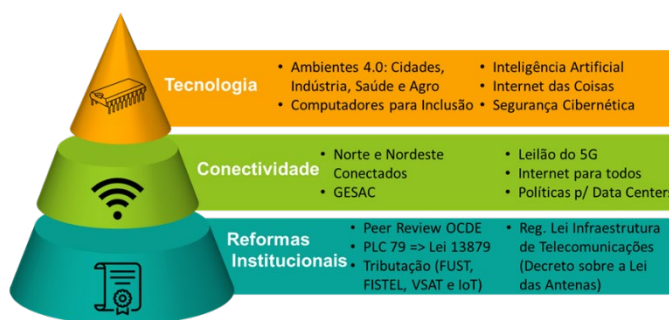 Tecnologia
• Ambientes 4.0: Cidades,
Indústria, Saúde e Agro
• Computadores para Inclusão
• Inteligência Artificial
• Internet das Coisas
• Segurança Cibernética
Conectividade
• Norte e Nordeste
Conectados
• GESAC
• Leilão do 5G
• Internet para todos
• Políticas p/ Data Centers
Reformas
Institucionais
• Peer Review OCDE
• PLC 79 => Lei 13879
• Tributação (FUST,
FISTEL, VSAT e IoT)
• Reg. Lei Infraestrutura
de Telecomunicações
(Decreto sobre a Lei
das Antenas)